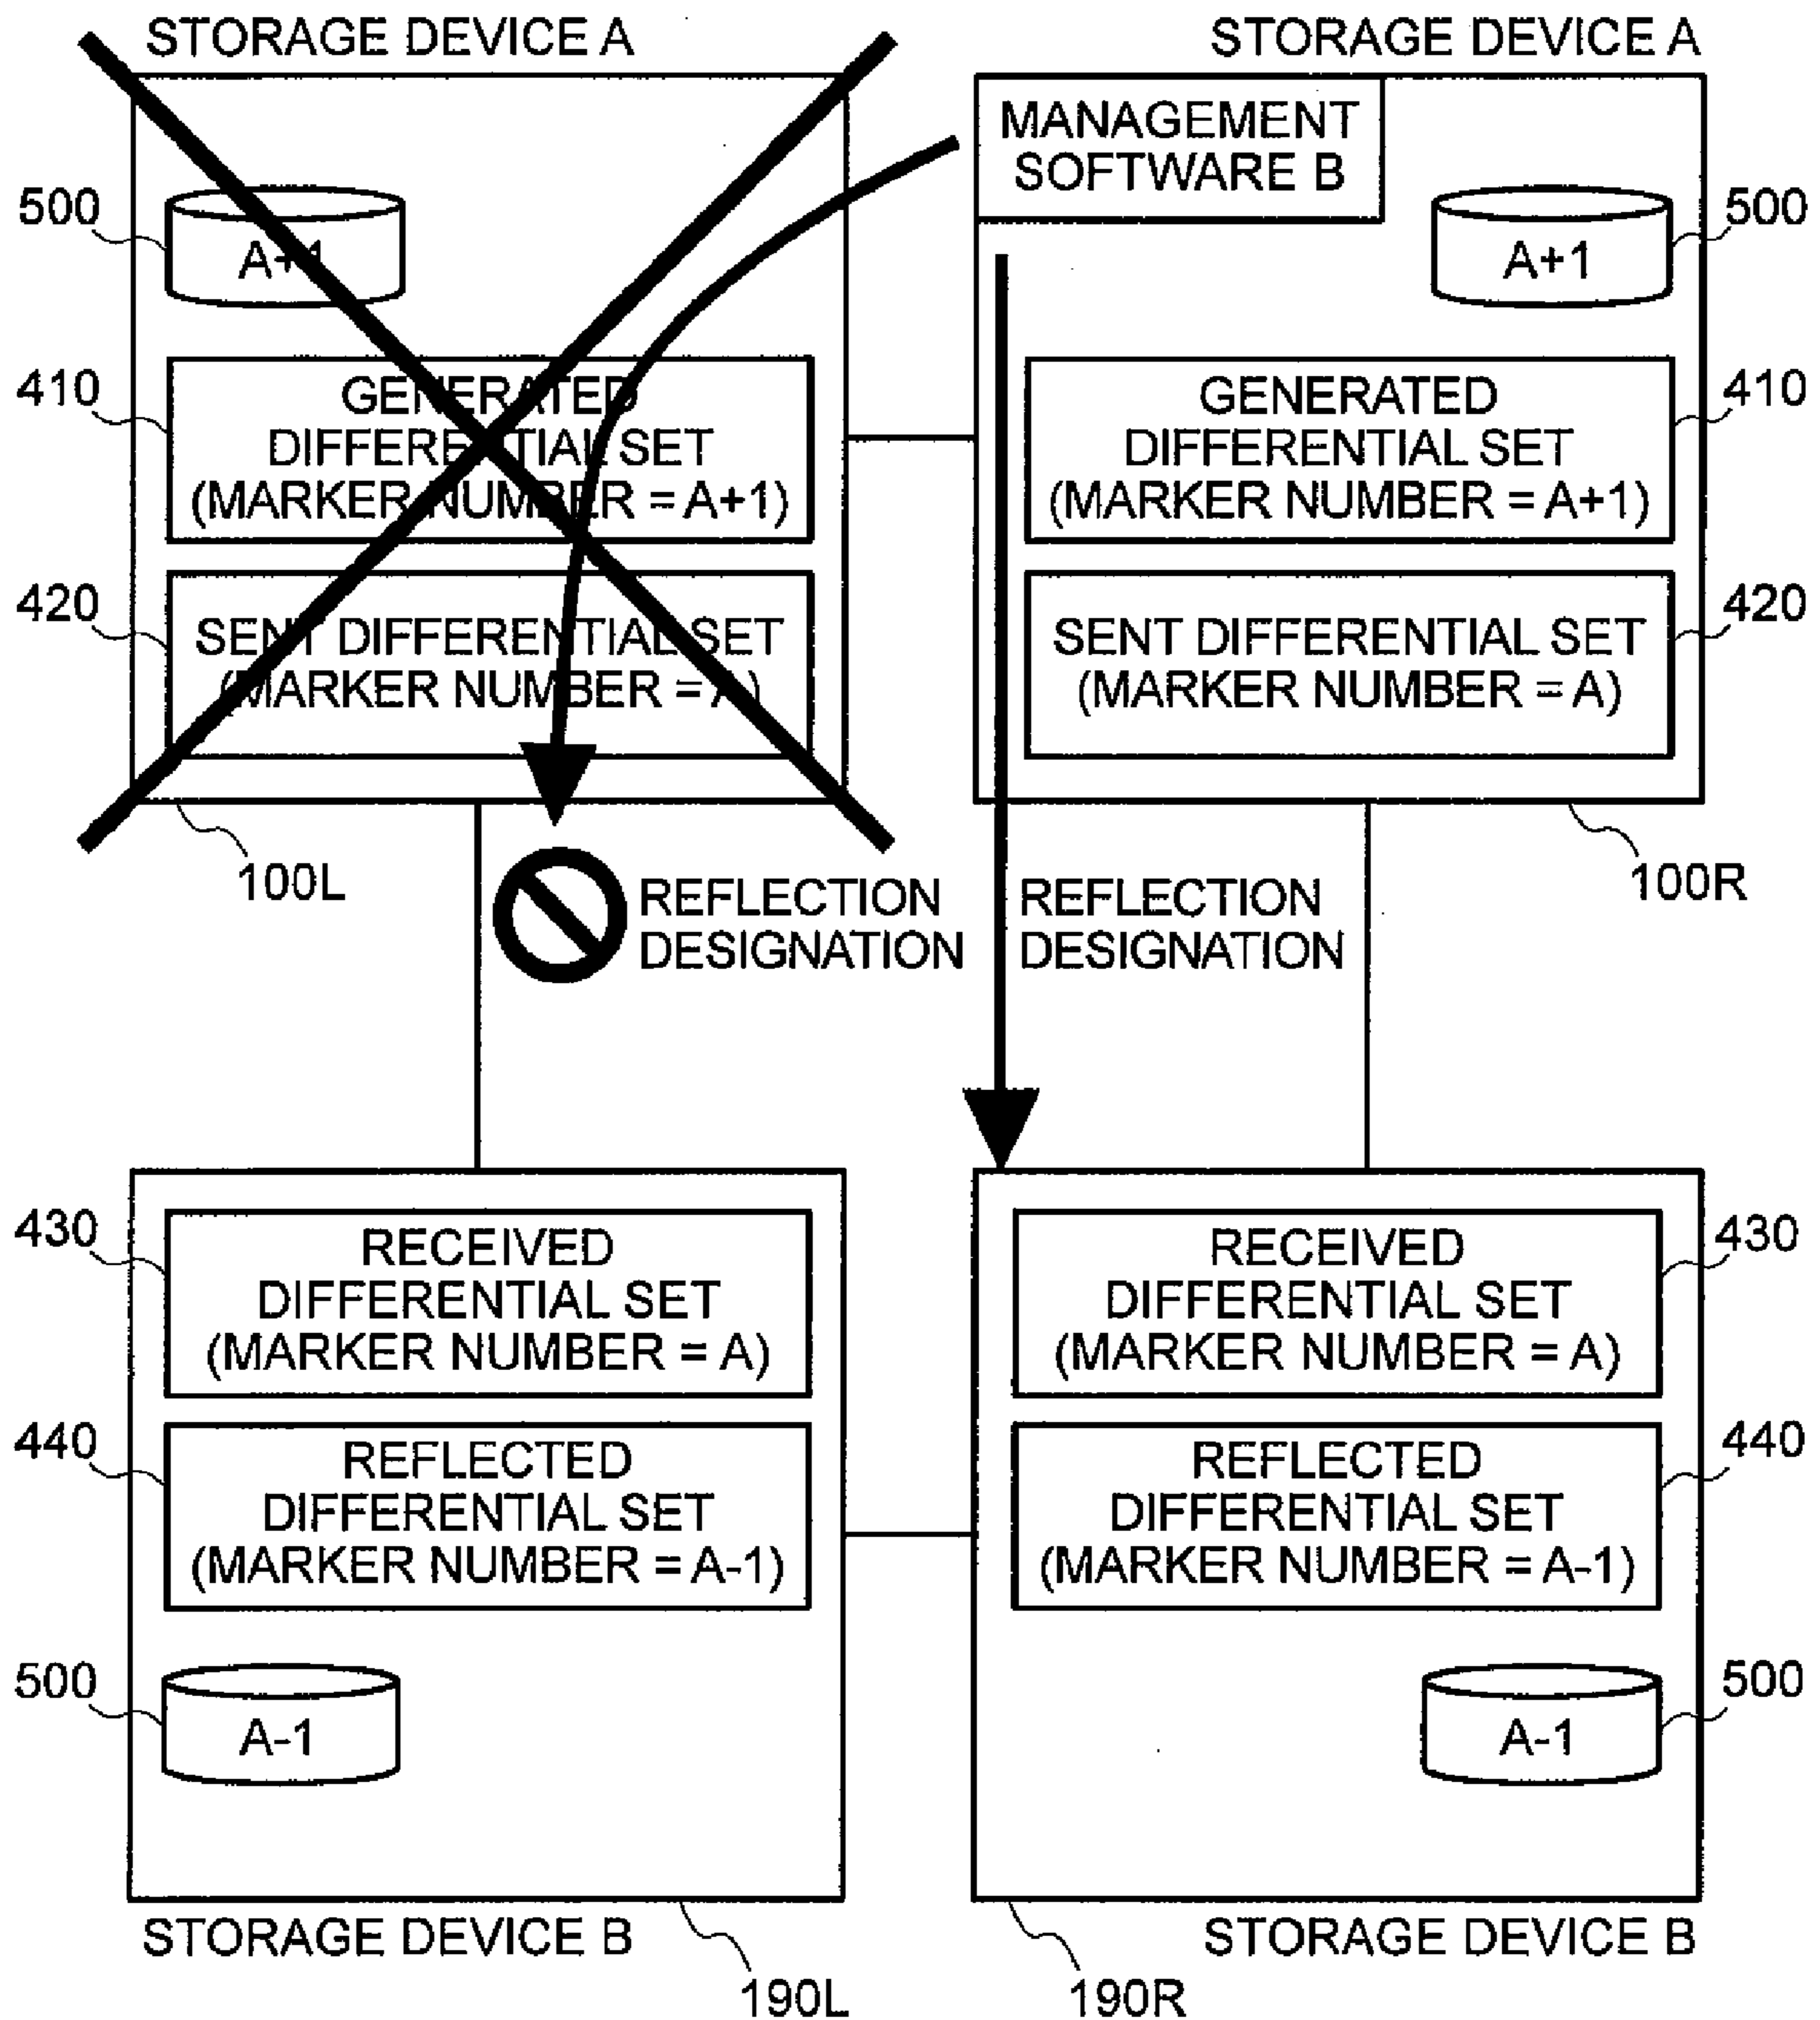 STORAGE DEVICE A
500
A+1
410
GENERATED
DIFFERENTIAL SET
(MARKER NUMBER = A+1)
420
SENT DIFFERENTIAL SET
(MARKER NUMBER = A)
100L
STORAGE DEVICE A
MANAGEMENT
SOFTWARE B
500
A+1
410
GENERATED
DIFFERENTIAL SET
(MARKER NUMBER = A+1)
420
SENT DIFFERENTIAL SET
(MARKER NUMBER = A)
100R
REFLECTION
DESIGNATION
REFLECTION
DESIGNATION
430
RECEIVED
DIFFERENTIAL SET
(MARKER NUMBER = A)
440
REFLECTED
DIFFERENTIAL SET
(MARKER NUMBER = A-1)
500
A-1
STORAGE DEVICE B
190L
430
RECEIVED
DIFFERENTIAL SET
(MARKER NUMBER = A)
440
REFLECTED
DIFFERENTIAL SET
(MARKER NUMBER = A-1)
500
A-1
STORAGE DEVICE B
190R